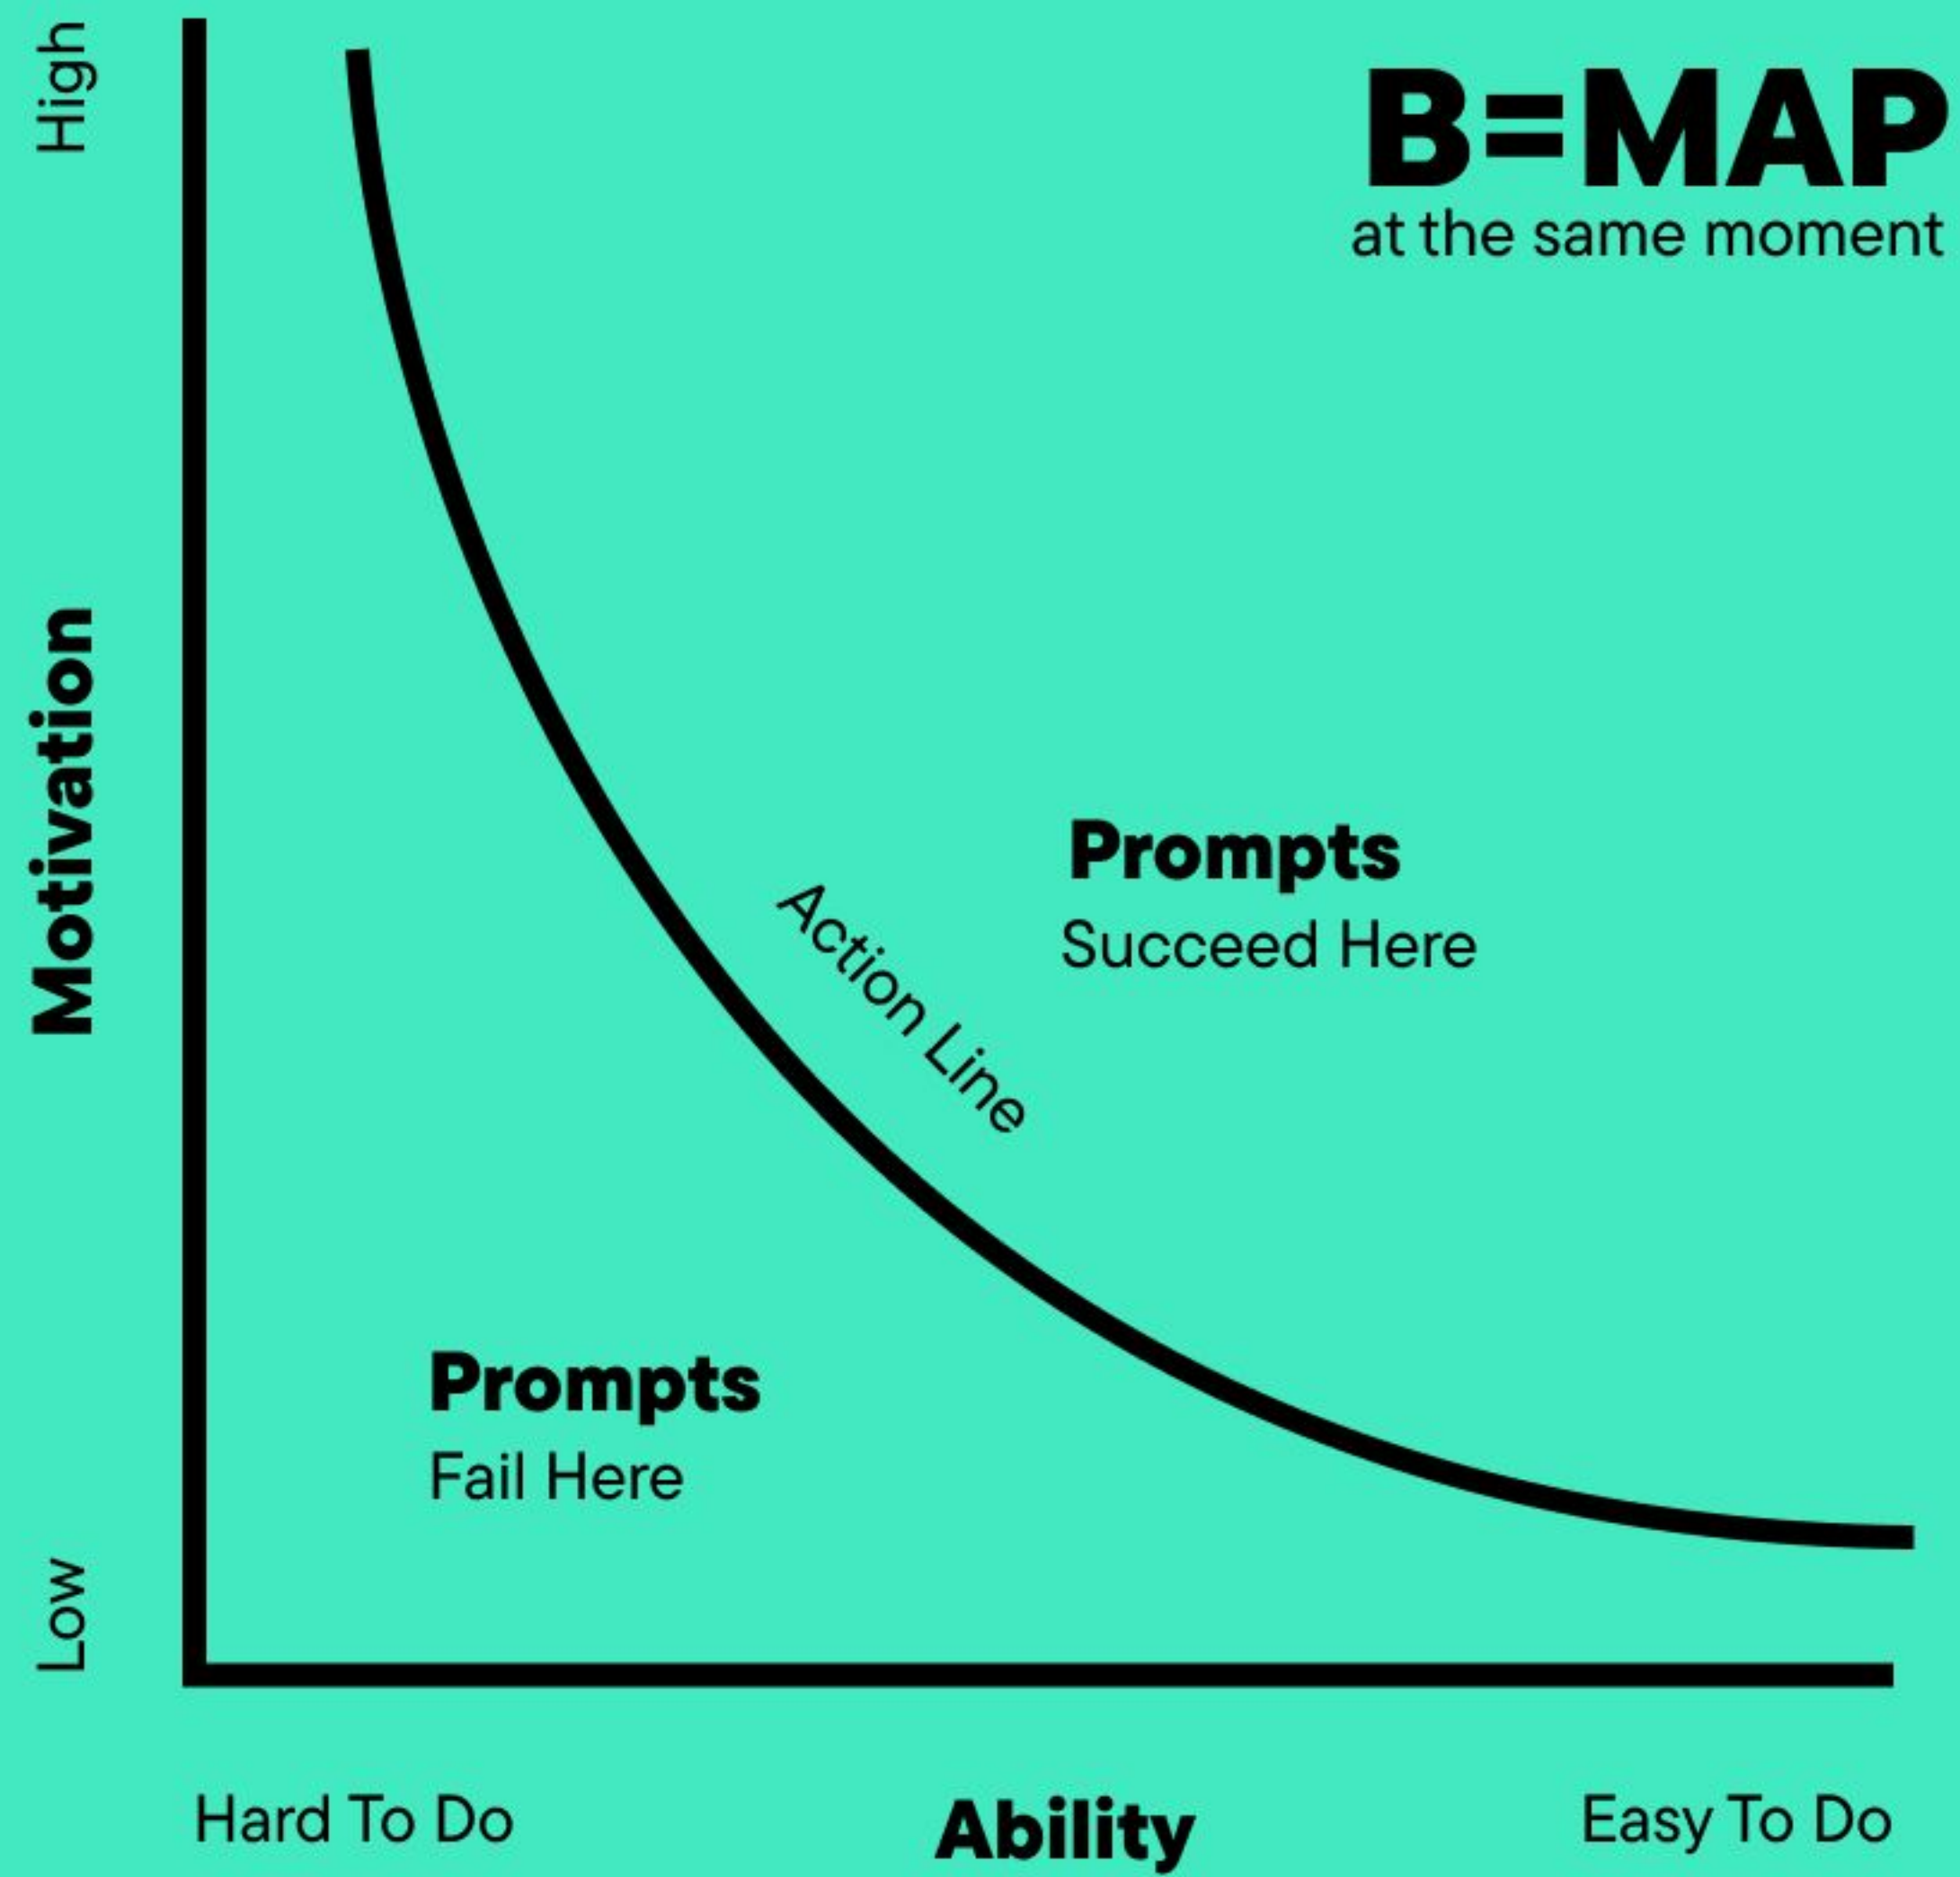 High
B=MAP
at the same moment
Motivation
Prompts
Succeed Here
Action Line
Prompts
Fail Here
Low
Hard To Do
Ability
Easy To Do